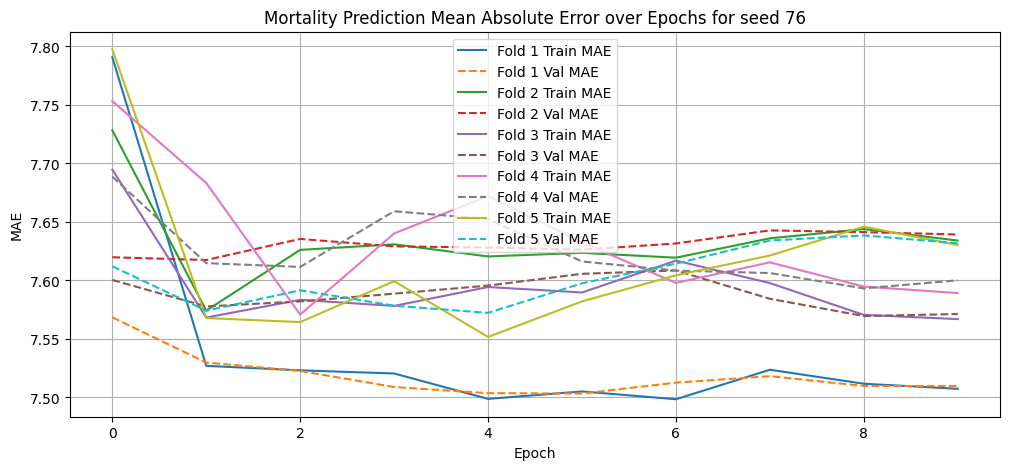 Mortality Prediction Mean Absolute Error over Epochs for seed 76
MAE
7.80
7.75
7.70
7.65
7.60
7.55
7.50
Fold 1 Train MAE
Fold 1 Val MAE
Fold 2 Train MAE
Fold 2 Val MAE
Fold 3 Train MAE
Fold 3 Val MAE
Fold 4 Train MAE
Fold 4 Val MAE
Fold 5 Train MAE
Fold 5 Val MAE
0 2 4 6 8
Epoch